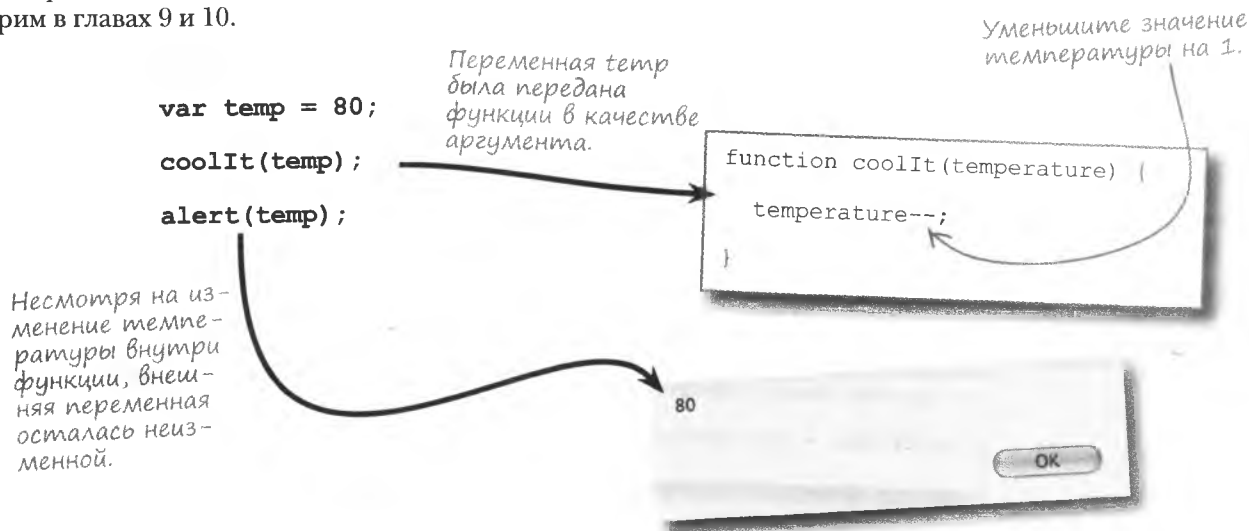 рим в главах 9 и 10.
Уменьшите значение
температуры на 1.
Переменная temp
была передана
функции в качестве
аргумента.
var temp = 80;
coolIt(temp);
alert(temp);
function coolIt(temperature) {
temperature--;
}
Несмотря на из-
менение темпе-
ратуры внутри
функции, внеш-
няя переменная
осталась неиз-
менной.
80
OK